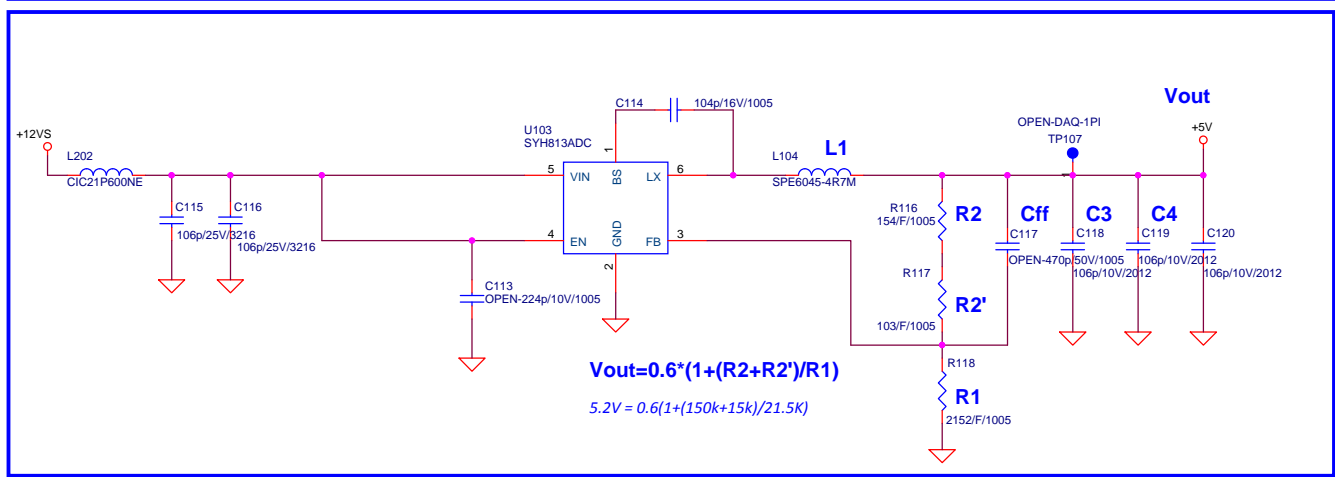 +12VS
L202
CIC21P600NE
C115
106p/25V/3216
C116
106p/25V/3216
C113
OPEN-224p/10V/1005
U103
SYH813ADC
5
VIN
4
EN
1
BS
GND
2
LX
6
FB
3
C114
104p/16V/1005
L104
L1
SPE6045-4R7M
R116
154/F/1005
R2
R117
R2'
103/F/1005
R118
R1
2152/F/1005
Cff
C117
OPEN-470p/50V/1005
OPEN-DAQ-1PI
TP107
1
C3
C118
106p/10V/2012
C4
C119
106p/10V/2012
C120
106p/10V/2012
Vout
+5V
Vout=0.6*(1+(R2+R2')/R1)
5.2V = 0.6(1+(150k+15k)/21.5K)